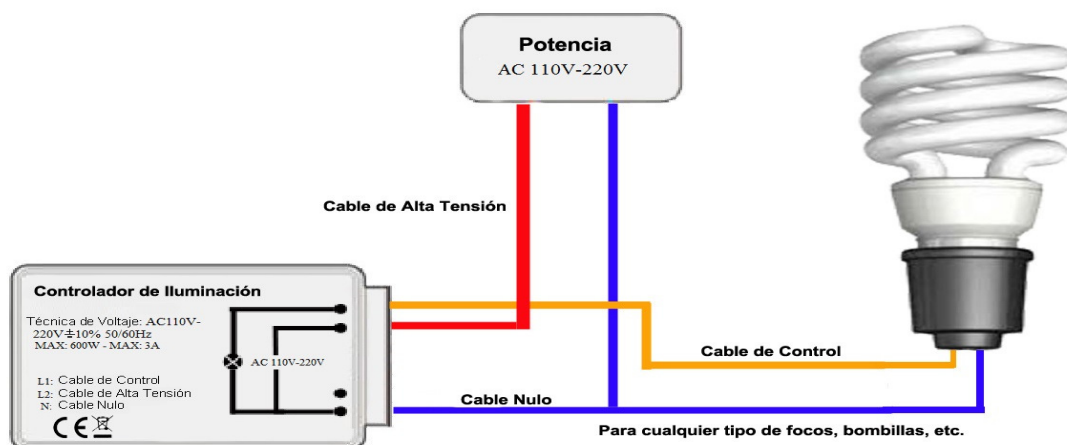 Potencia
AC 110V-220V
Cable de Alta Tensión
Controlador de Iluminación
Técnica de Voltaje: AC110V-
220V±10% 50/60Hz
MAX: 600W - MAX: 3A
AC 110V-220V
L1: Cable de Control
L2: Cable de Alta Tensión
N: Cable Nulo
CE
Cable de Control
Cable Nulo
Para cualquier tipo de focos, bombillas, etc.